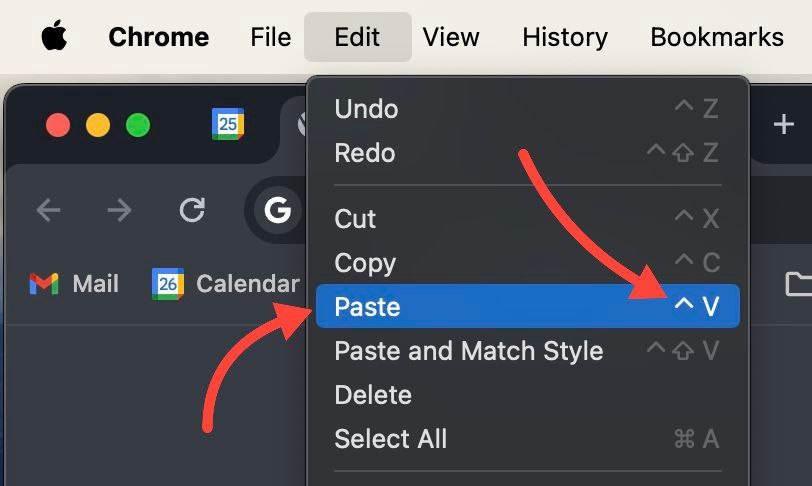 Chrome File Edit View History Bookmarks
25
Undo ^ Z
Redo ^ ⇧ Z
G
Cut ^ X
Copy ^ C
Mail 26 Calendar
Paste ^ V
Paste and Match Style ^ ⇧ V
Delete
Select All ⌘ A